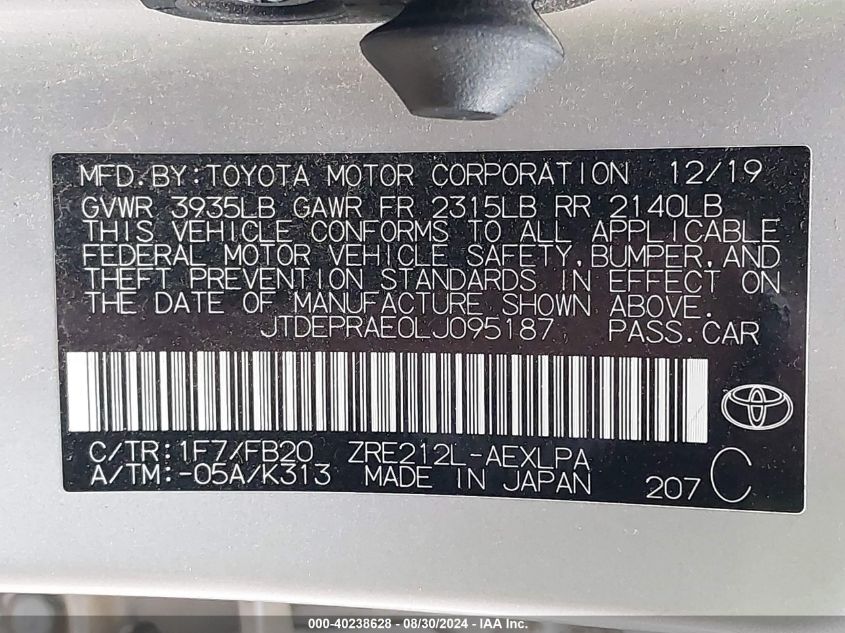 MFD.BY:TOYOTA MOTOR CORPORATION 12/19
GVWR 3935LB GAWR FR 2315LB RR 2140LB
THIS VEHICLE CONFORMS TO ALL APPLICABLE
FEDERAL MOTOR VEHICLE SAFETY,BUMPER,AND
THEFT PREVENTION STANDARDS IN EFFECT ON
THE DATE OF MANUFACTURE SHOWN ABOVE.
JTDEPRAE0LJ095187 PASS.CAR
C/TR:1F7/FB20 ZRE212L-AEXLPA
A/TM:-05A/K313 MADE IN JAPAN 207 C
000-40238628 - 08/30/2024 - IAA Inc.